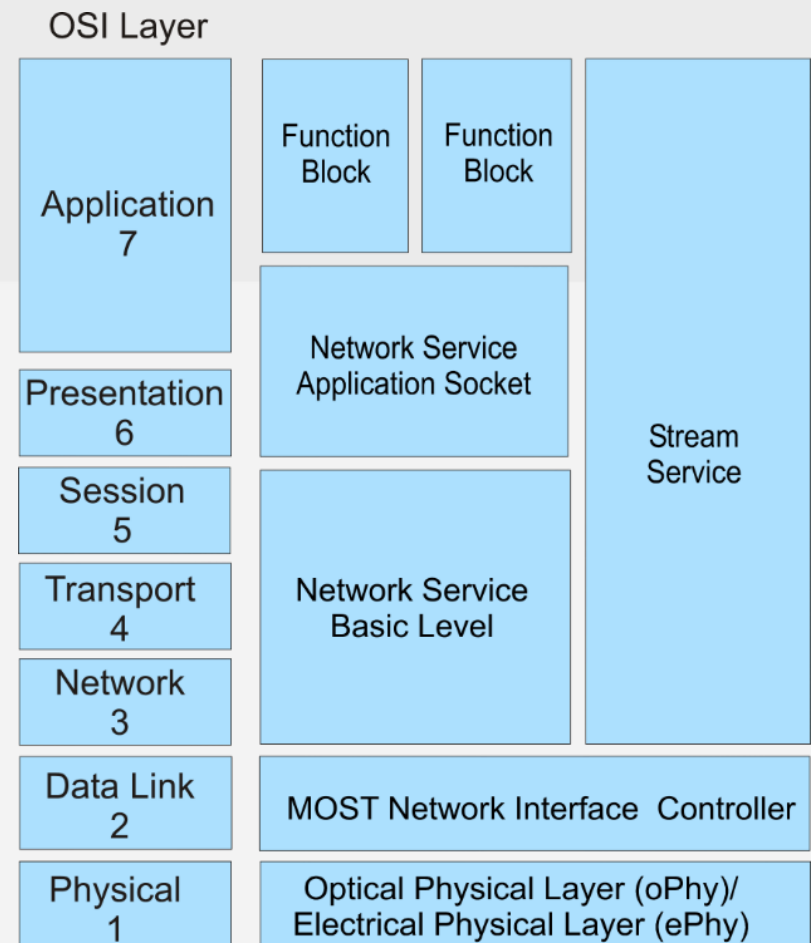 OSI Layer
Application
7
Function
Block
Function
Block
Network Service
Application Socket
Stream
Service
Presentation
6
Session
5
Network Service
Basic Level
Transport
4
Network
3
Data Link
2
MOST Network Interface Controller
Physical
1
Optical Physical Layer (oPhy)/
Electrical Physical Layer (ePhy)